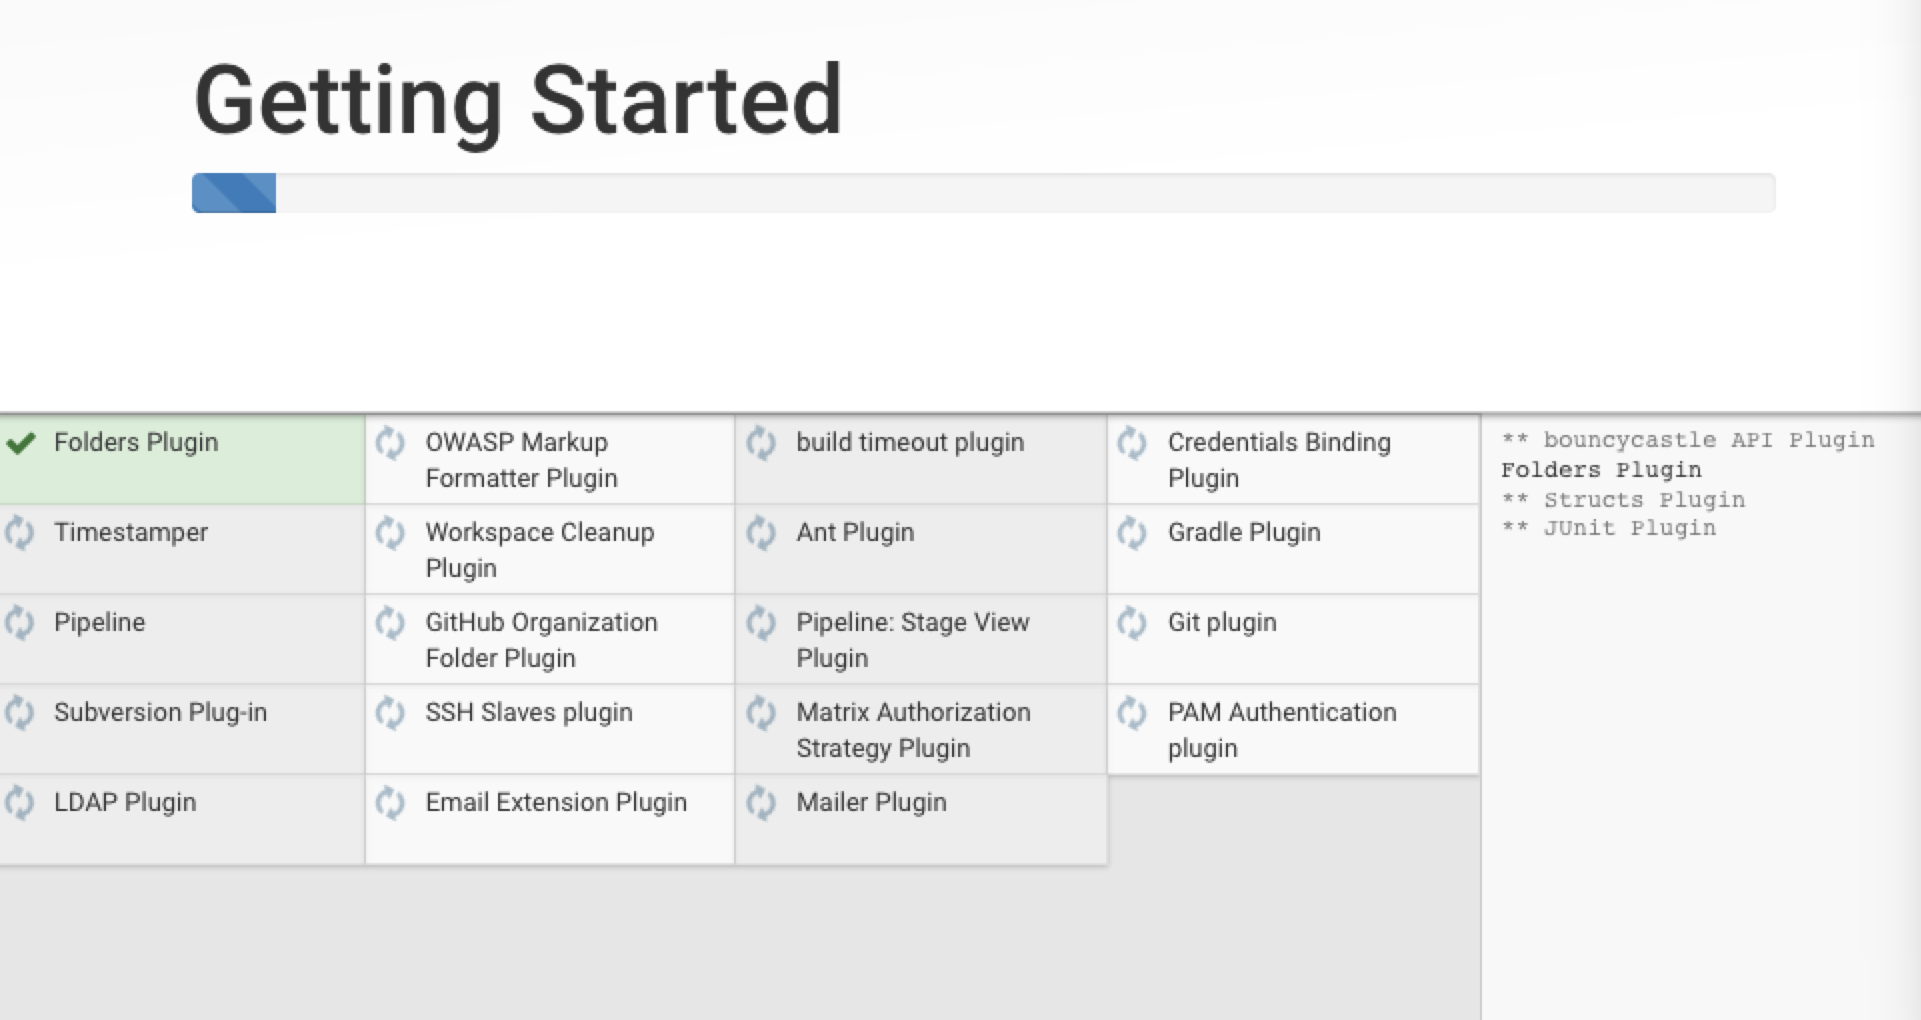 Getting Started
Folders Plugin
OWASP Markup
Formatter Plugin
build timeout plugin
Credentials Binding
Plugin
Timestamper
Workspace Cleanup
Plugin
Ant Plugin
Gradle Plugin
Pipeline
GitHub Organization
Folder Plugin
Pipeline: Stage View
Plugin
Git plugin
Subversion Plug-in
SSH Slaves plugin
Matrix Authorization
Strategy Plugin
PAM Authentication
plugin
LDAP Plugin
Email Extension Plugin
Mailer Plugin
** bouncycastle API Plugin
Folders Plugin
** Structs Plugin
** JUnit Plugin